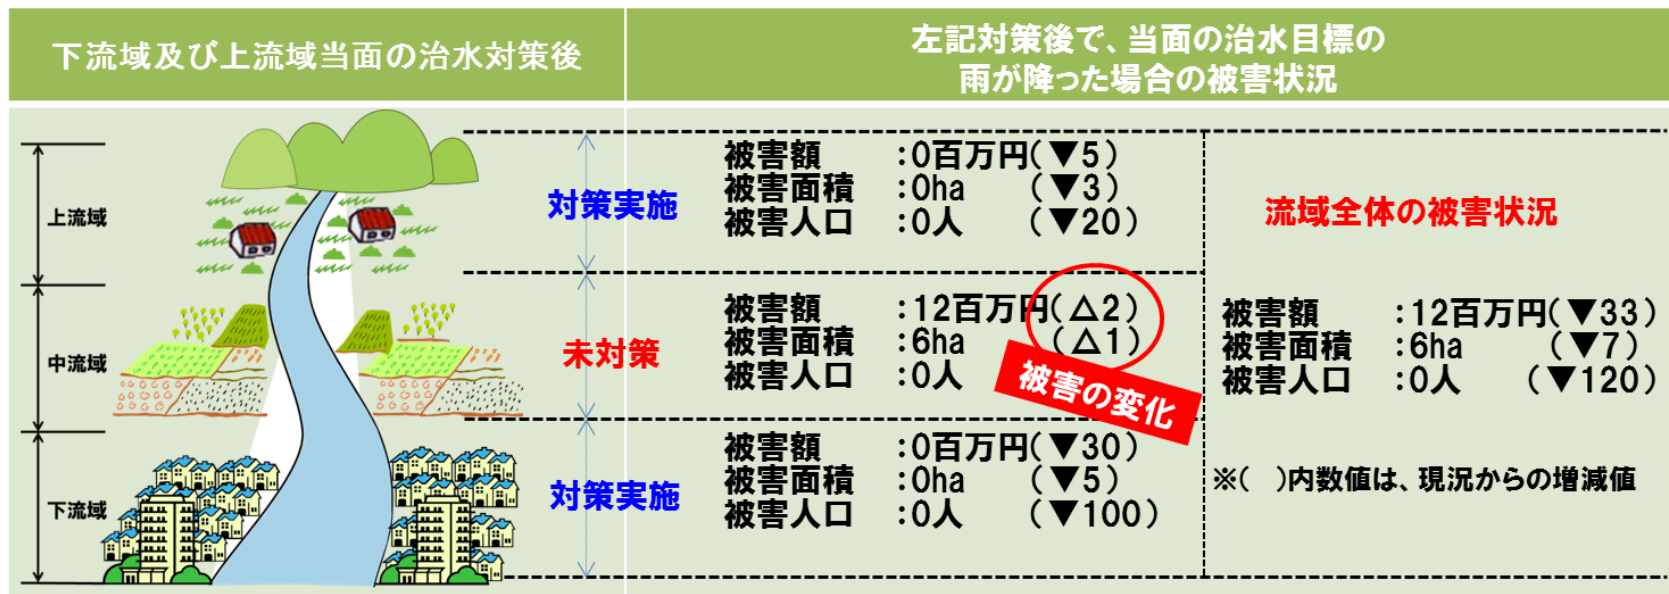 下流域及び上流域当面の治水対策後
左記対策後で、当面の治水目標の
雨が降った場合の被害状況
上流域
対策実施
被害額 :0百万円(▼5)
被害面積 :0ha (▼3)
被害人口 :0人 (▼20)
中流域
未対策
被害額 :12百万円(△2)
被害面積 :6ha (△1)
被害人口 :0人
被害の変化
下流域
対策実施
被害額 :0百万円(▼30)
被害面積 :0ha (▼5)
被害人口 :0人 (▼100)
流域全体の被害状況
被害額 :12百万円(▼33)
被害面積 :6ha (▼7)
被害人口 :0人 (▼120)
※( )内数値は、現況からの増減値